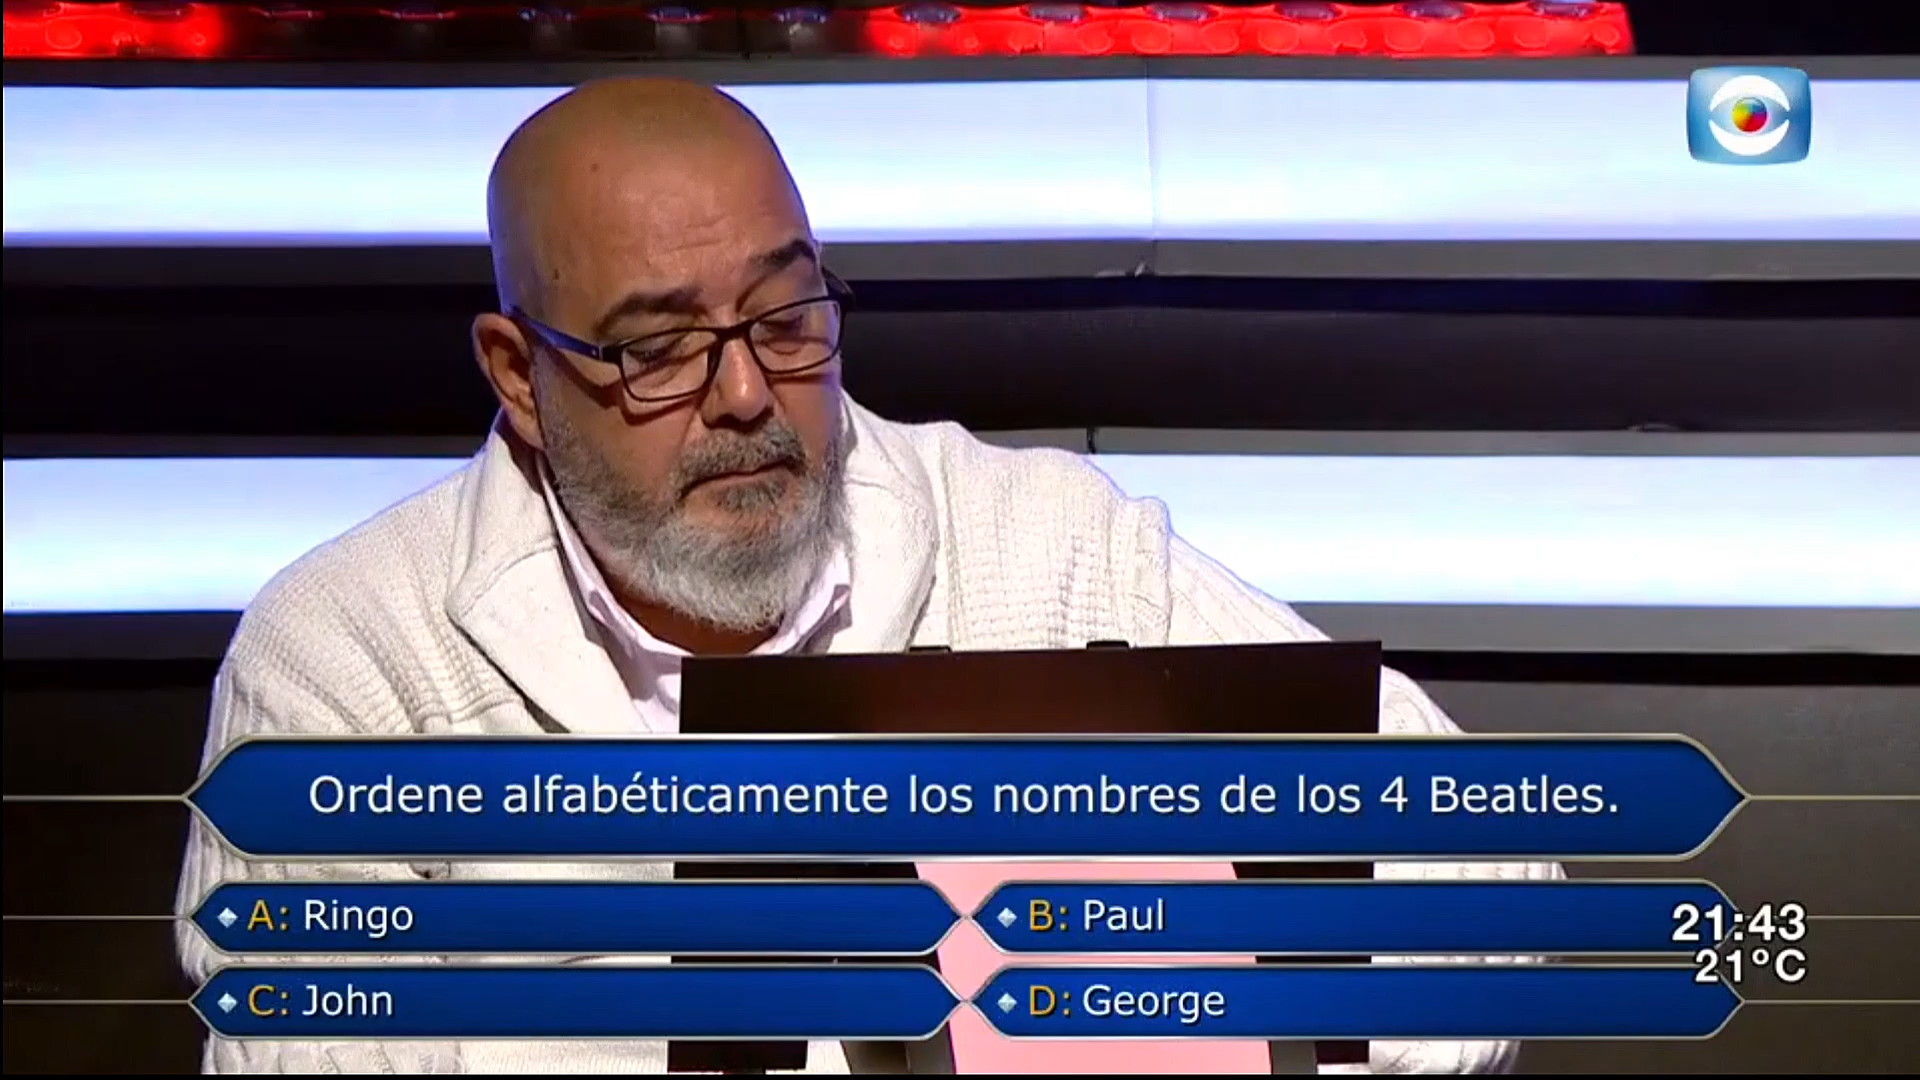 Ordene alfabéticamente los nombres de los 4 Beatles.
A: Ringo
B: Paul
C: John
D: George
21:43
21°C